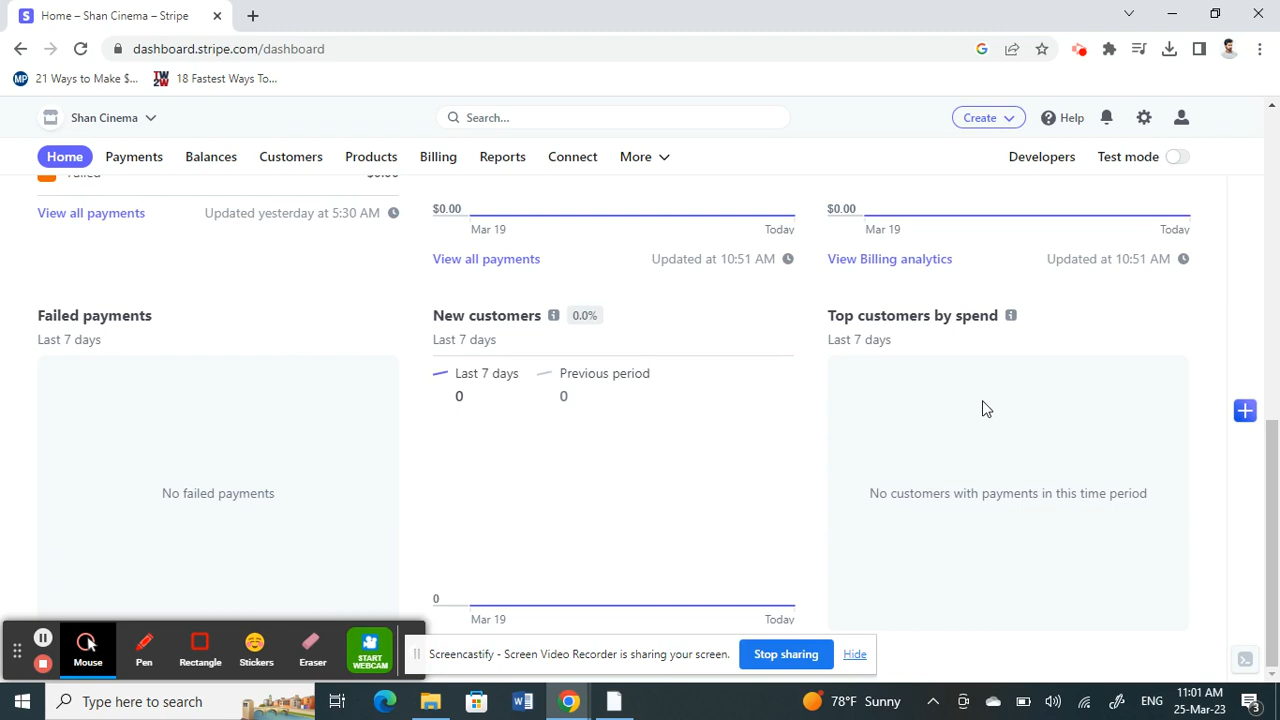 Home – Shan Cinema – Stripe
dashboard.stripe.com/dashboard
MP 21 Ways to Make $... TW2W 18 Fastest Ways To...
Shan Cinema Search... Create Help
Home Payments Balances Customers Products Billing Reports Connect More Developers Test mode
Failed $0.00
View all payments Updated yesterday at 5:30 AM
$0.00 $0.00
Mar 19 Today Mar 19 Today
View all payments Updated at 10:51 AM View Billing analytics Updated at 10:51 AM
Failed payments New customers 0.0% Top customers by spend
Last 7 days Last 7 days Last 7 days
Last 7 days Previous period
0 0
No failed payments No customers with payments in this time period
0
Mar 19 Today
Mouse Pen Rectangle Stickers Eraser START WEBCAM
Screencastify - Screen Video Recorder is sharing your screen. Stop sharing Hide
Type here to search 78°F Sunny ENG 11:01 AM
25-Mar-23 3